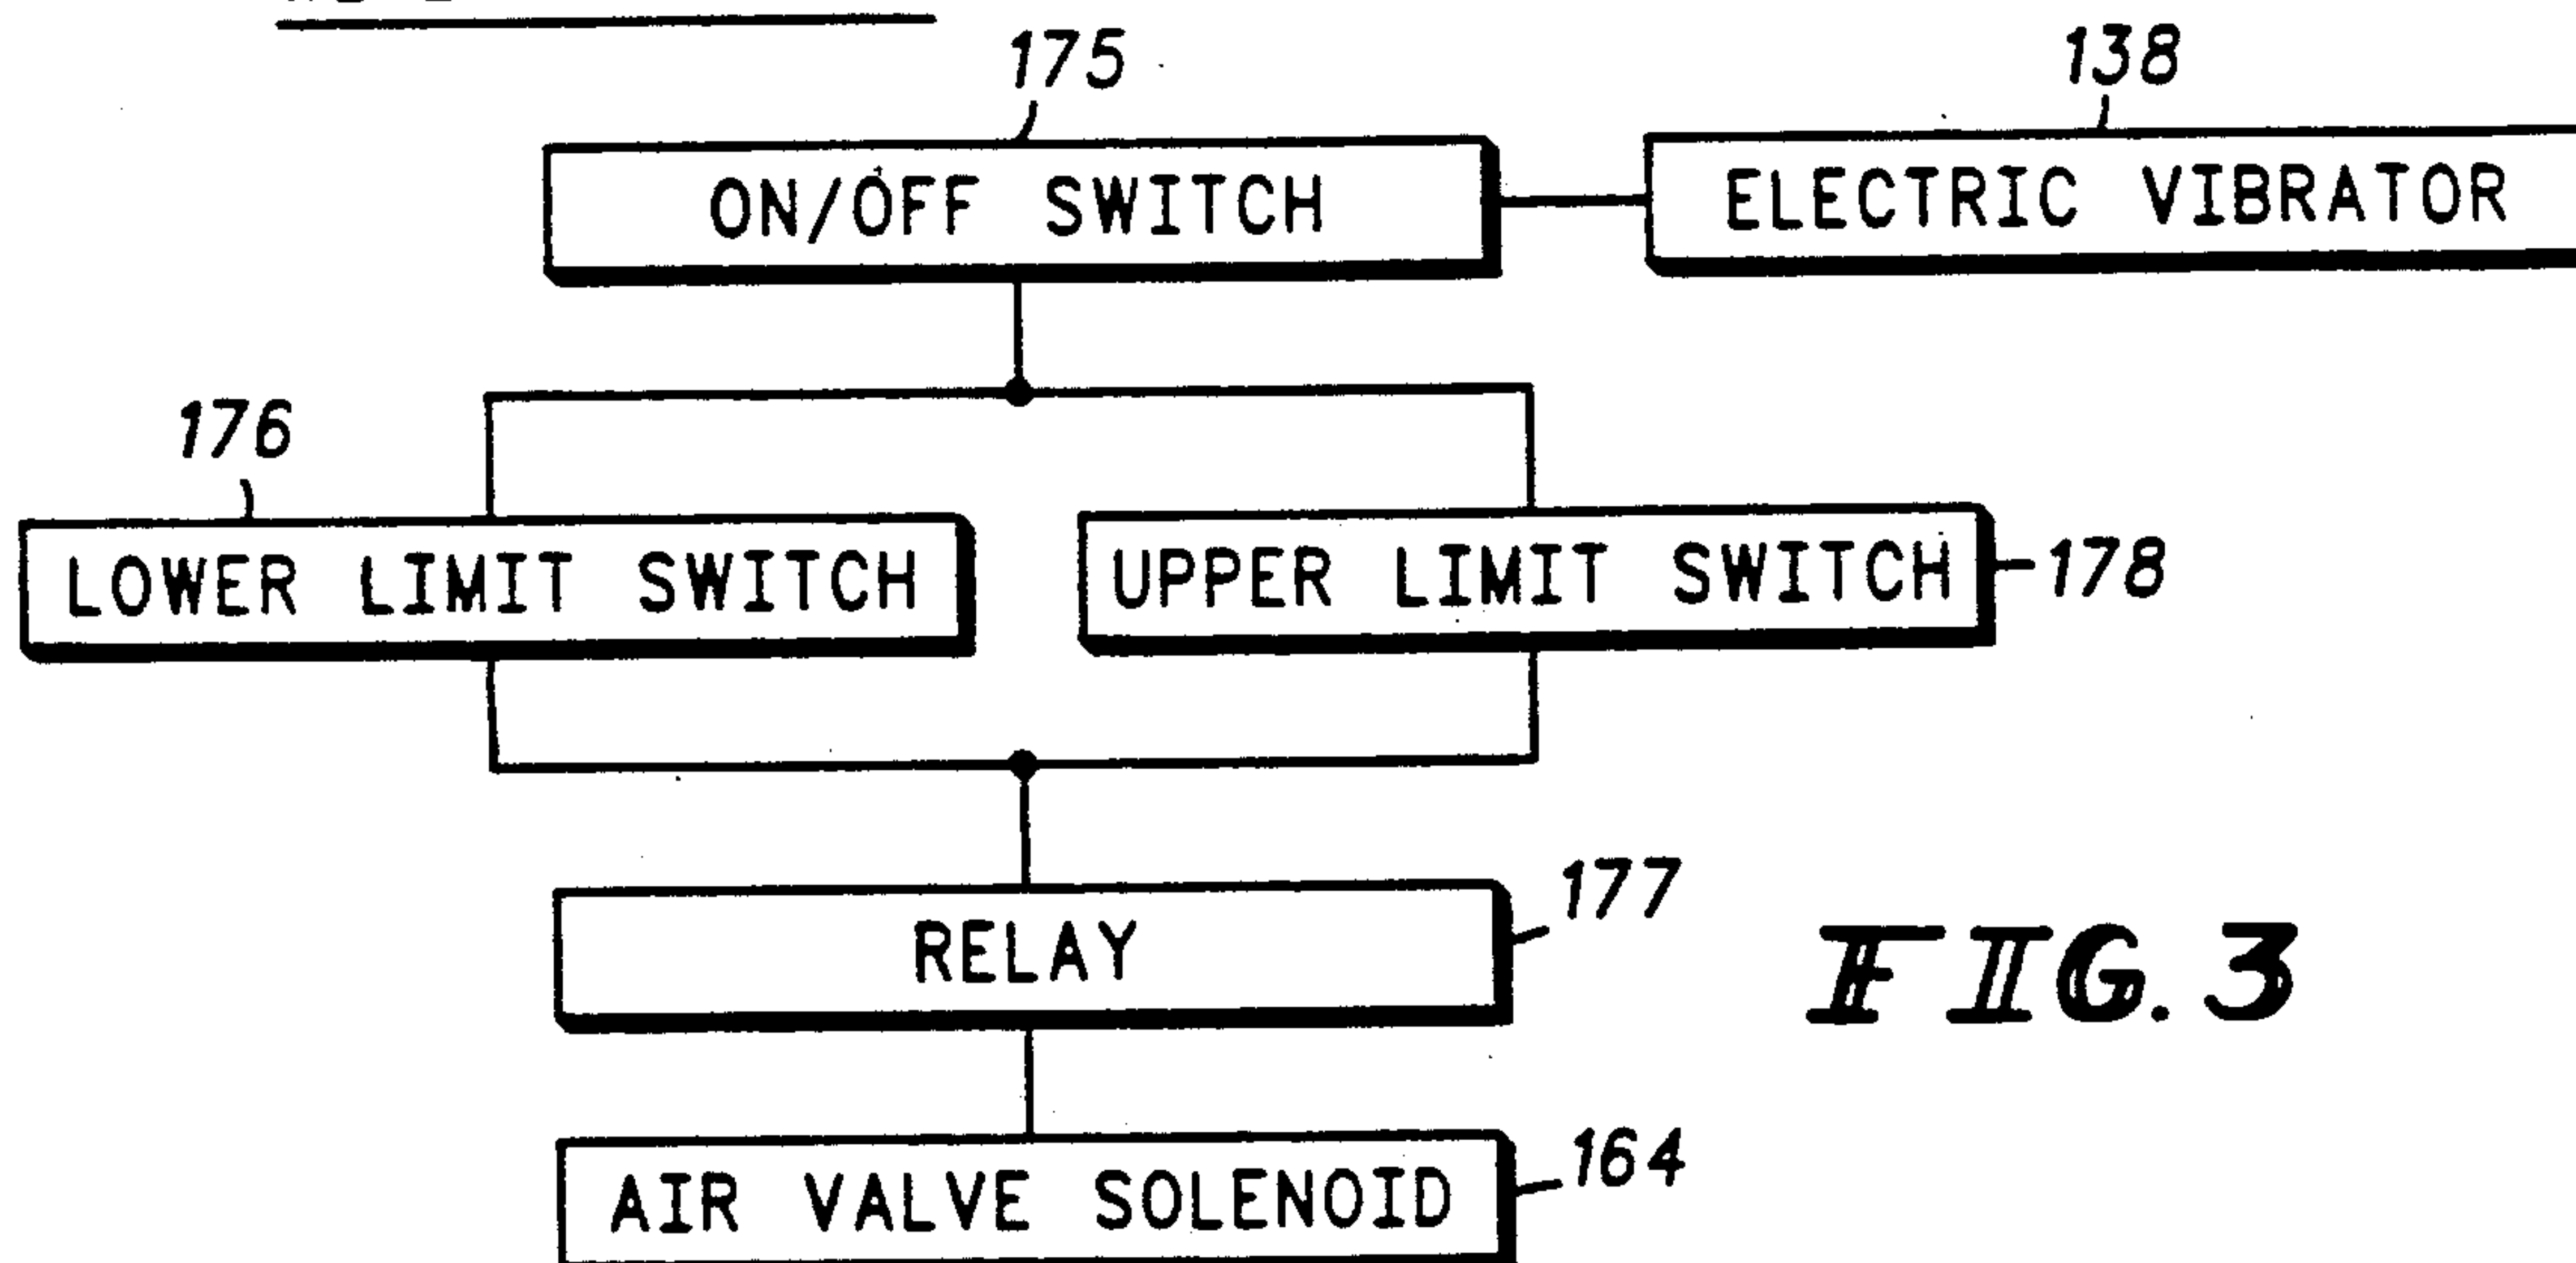 175
138
ON/OFF SWITCH
ELECTRIC VIBRATOR
176
LOWER LIMIT SWITCH
UPPER LIMIT SWITCH
178
177
RELAY
FIG. 3
164
AIR VALVE SOLENOID